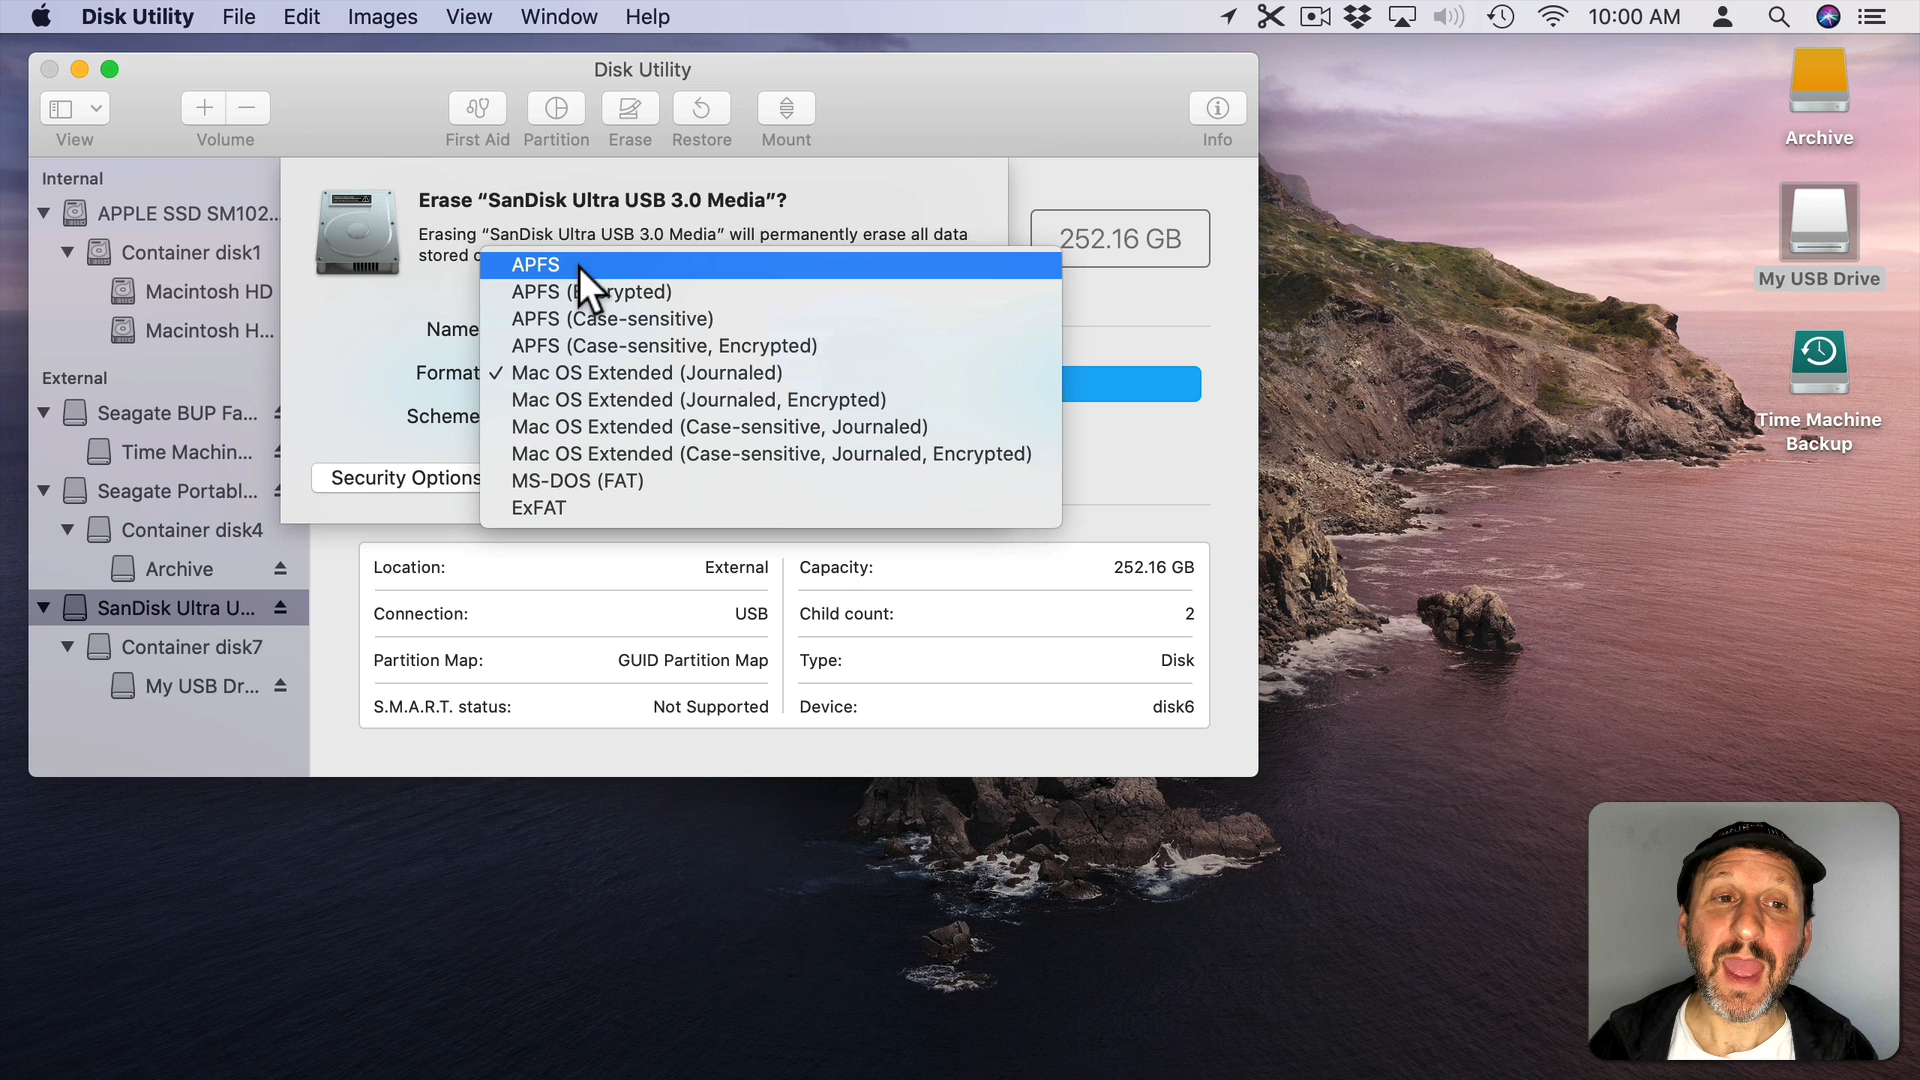 Disk Utility File Edit Images View Window Help 10:00 AM
Disk Utility
View Volume First Aid Partition Erase Restore Mount Info
Internal
APPLE SSD SM102...
Container disk1
Macintosh HD
Macintosh H...
External
Seagate BUP Fa...
Time Machin...
Seagate Portabl...
Container disk4
Archive
SanDisk Ultra U...
Container disk7
My USB Dr...
Erase “SanDisk Ultra USB 3.0 Media”?
Erasing “SanDisk Ultra USB 3.0 Media” will permanently erase all data
stored
252.16 GB
Name
Format
Scheme
Security Options
APFS
APFS (Encrypted)
APFS (Case-sensitive)
APFS (Case-sensitive, Encrypted)
✓ Mac OS Extended (Journaled)
Mac OS Extended (Journaled, Encrypted)
Mac OS Extended (Case-sensitive, Journaled)
Mac OS Extended (Case-sensitive, Journaled, Encrypted)
MS-DOS (FAT)
ExFAT
Location: External
Connection: USB
Partition Map: GUID Partition Map
S.M.A.R.T. status: Not Supported
Capacity: 252.16 GB
Child count: 2
Type: Disk
Device: disk6
Archive
My USB Drive
Time Machine
Backup